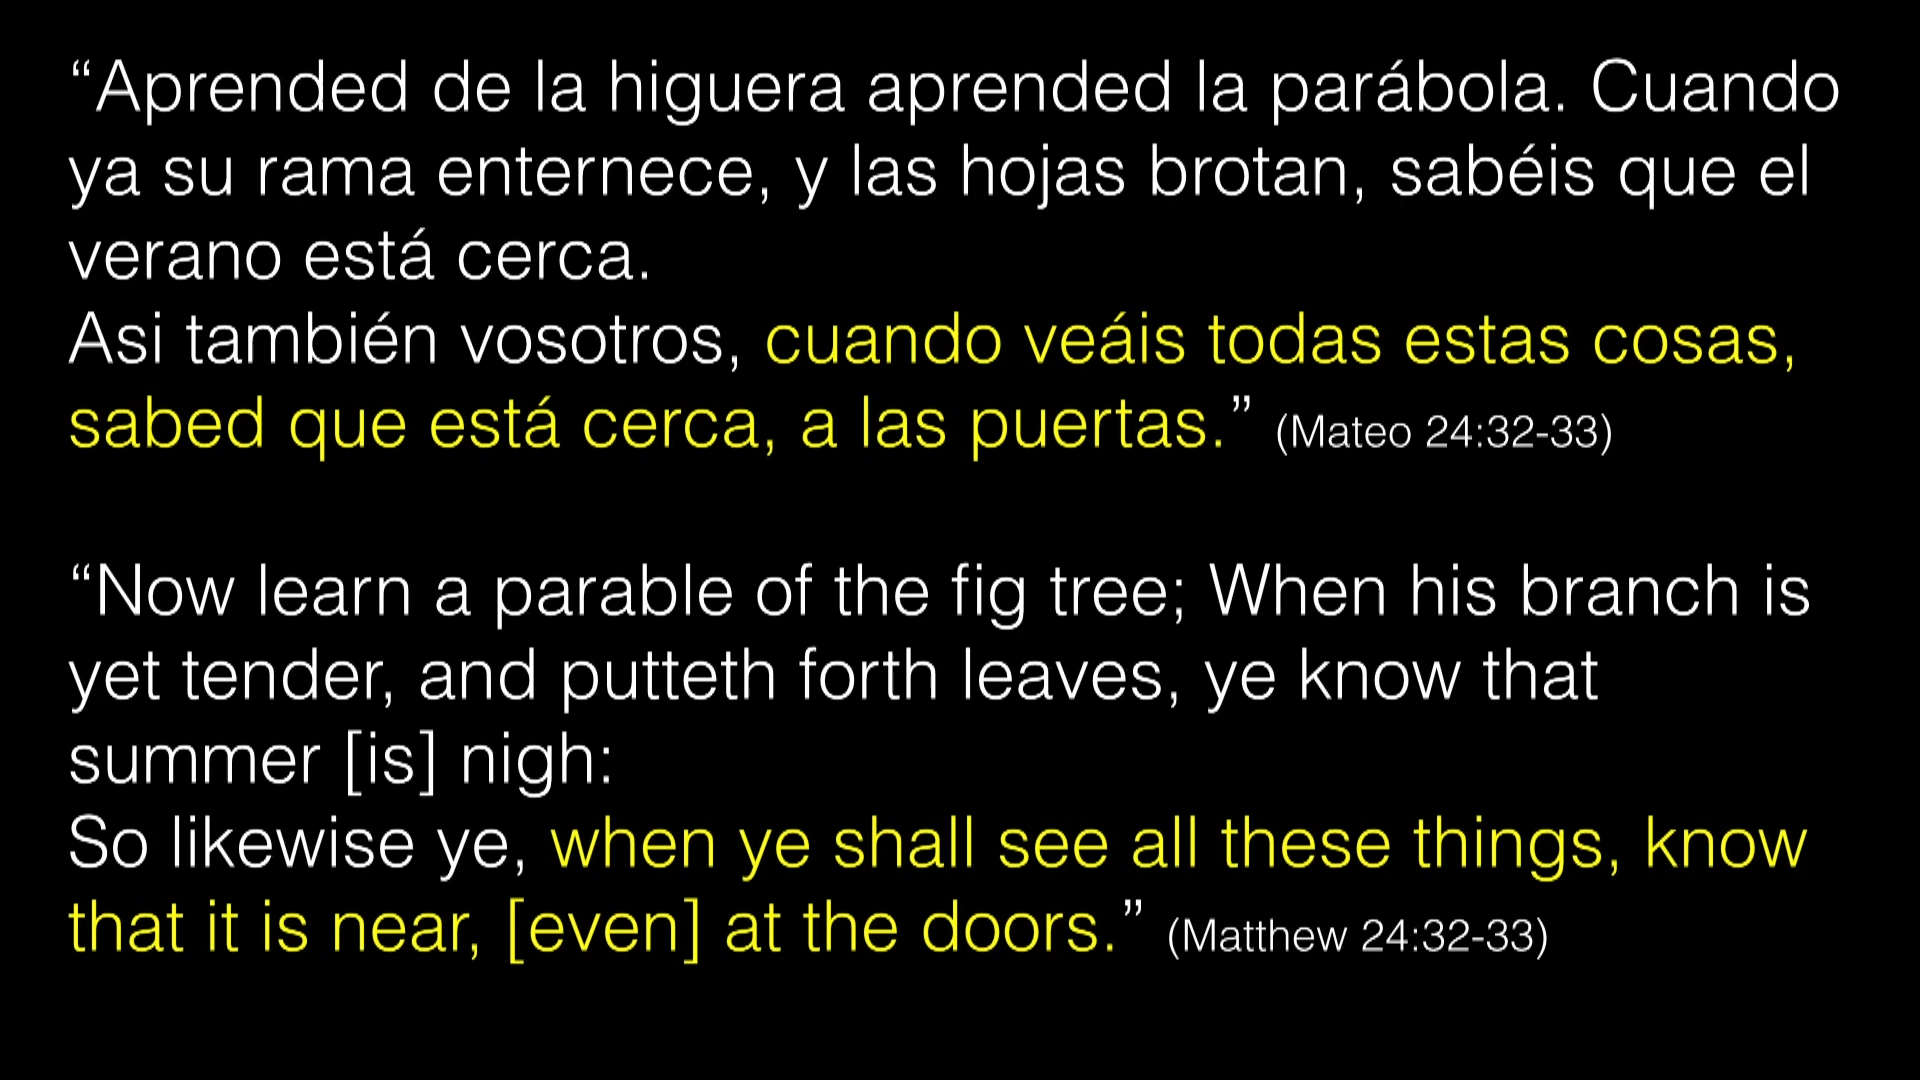 “Aprended de la higuera aprended la parábola. Cuando
ya su rama enternece, y las hojas brotan, sabéis que el
verano está cerca.
Asi también vosotros, cuando veáis todas estas cosas,
sabed que está cerca, a las puertas.” (Mateo 24:32-33)
“Now learn a parable of the fig tree; When his branch is
yet tender, and putteth forth leaves, ye know that
summer [is] nigh:
So likewise ye, when ye shall see all these things, know
that it is near, [even] at the doors.” (Matthew 24:32-33)